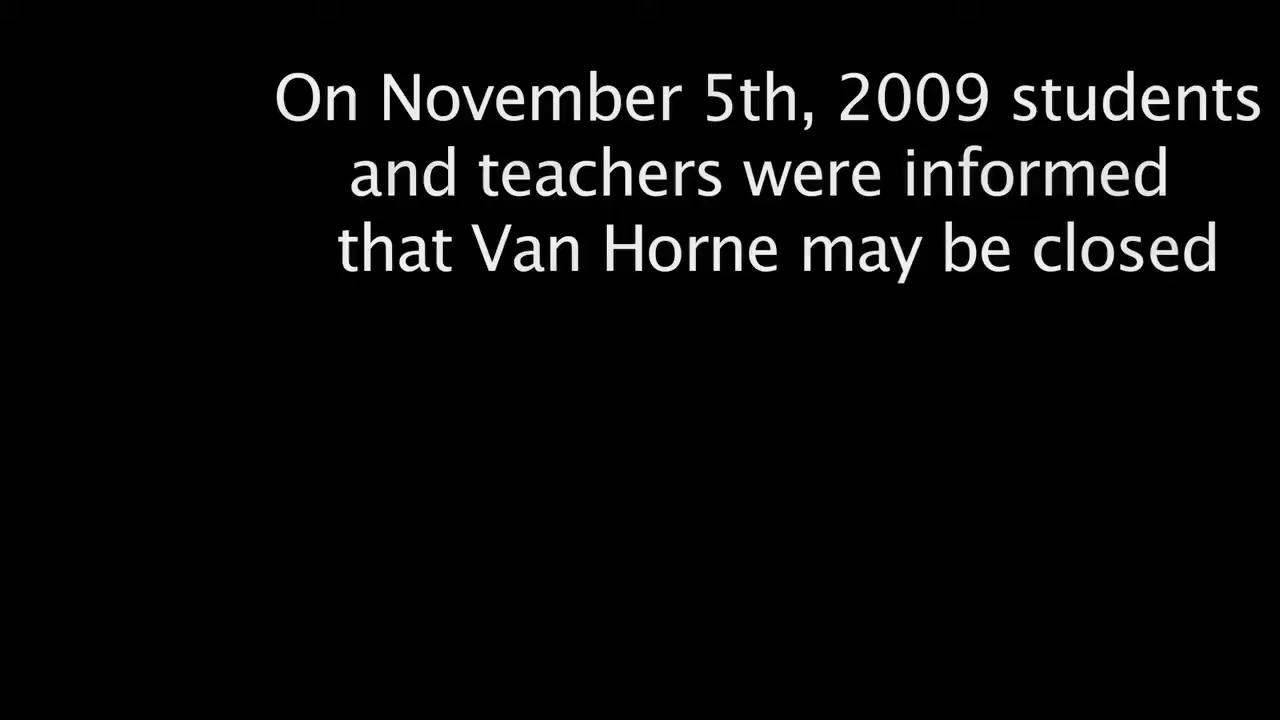 On November 5th, 2009 students
and teachers were informed
that Van Horne may be closed